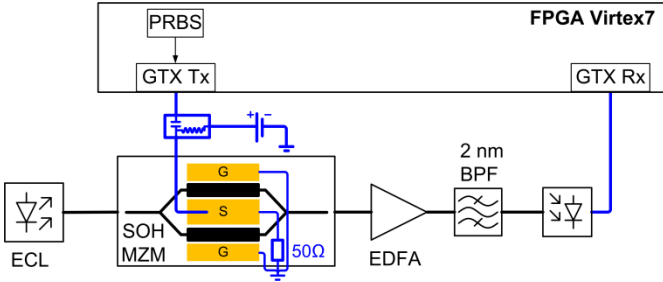 FPGA Virtex7
PRBS
GTX Tx
GTX Rx
+ −
2 nm
BPF
G
S
G
SOH
MZM
50Ω
ECL
EDFA